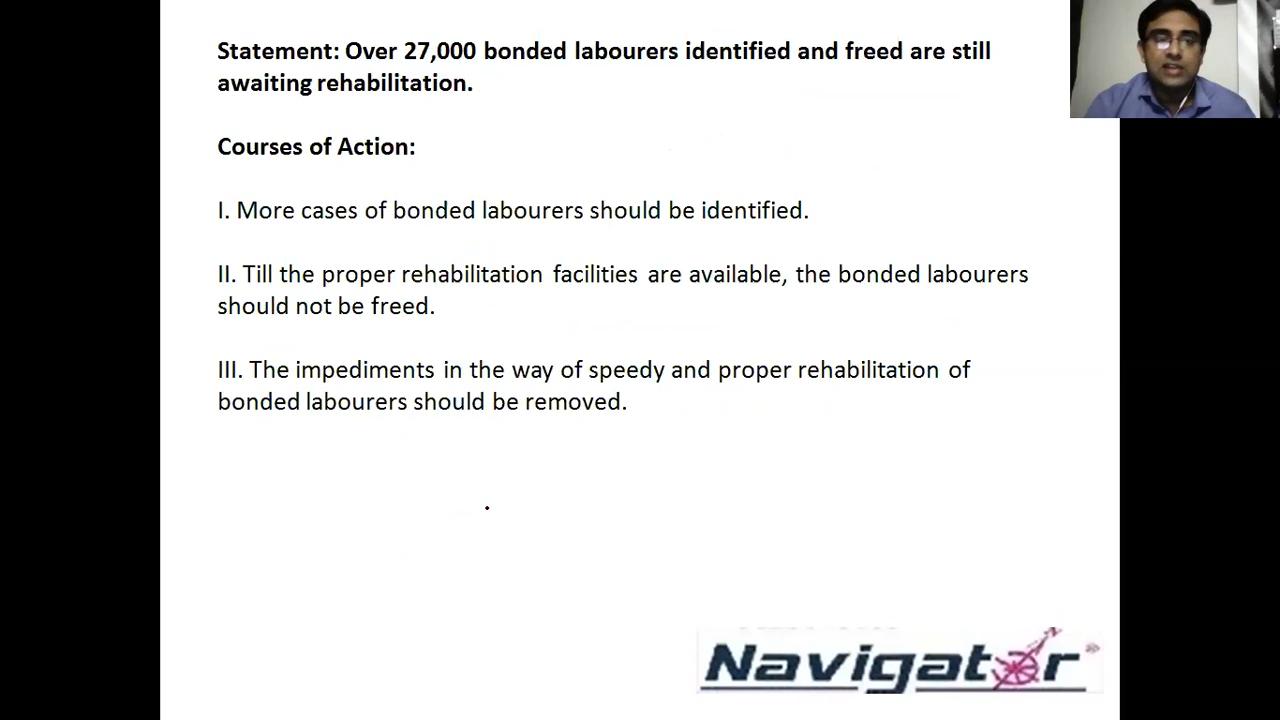 Statement: Over 27,000 bonded labourers identified and freed are still
awaiting rehabilitation.
Courses of Action:
I. More cases of bonded labourers should be identified.
II. Till the proper rehabilitation facilities are available, the bonded labourers
should not be freed.
III. The impediments in the way of speedy and proper rehabilitation of
bonded labourers should be removed.
Navigator